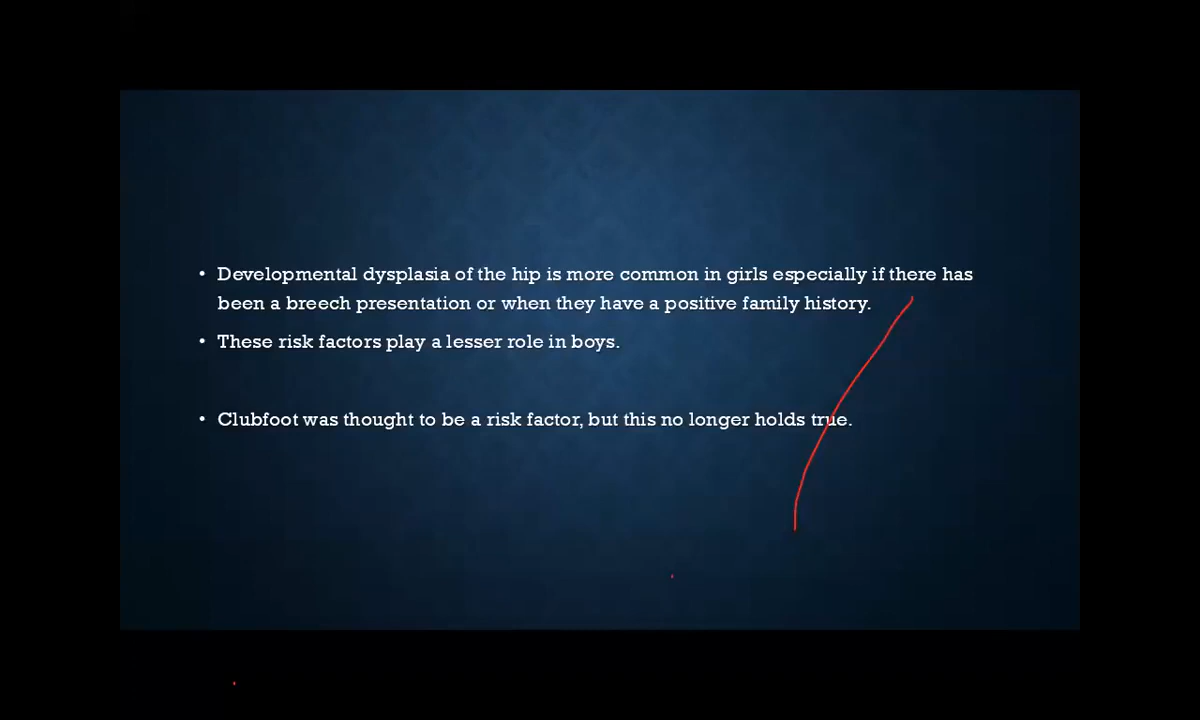 • Developmental dysplasia of the hip is more common in girls especially if there has
been a breech presentation or when they have a positive family history.
• These risk factors play a lesser role in boys.
• Clubfoot was thought to be a risk factor, but this no longer holds true.